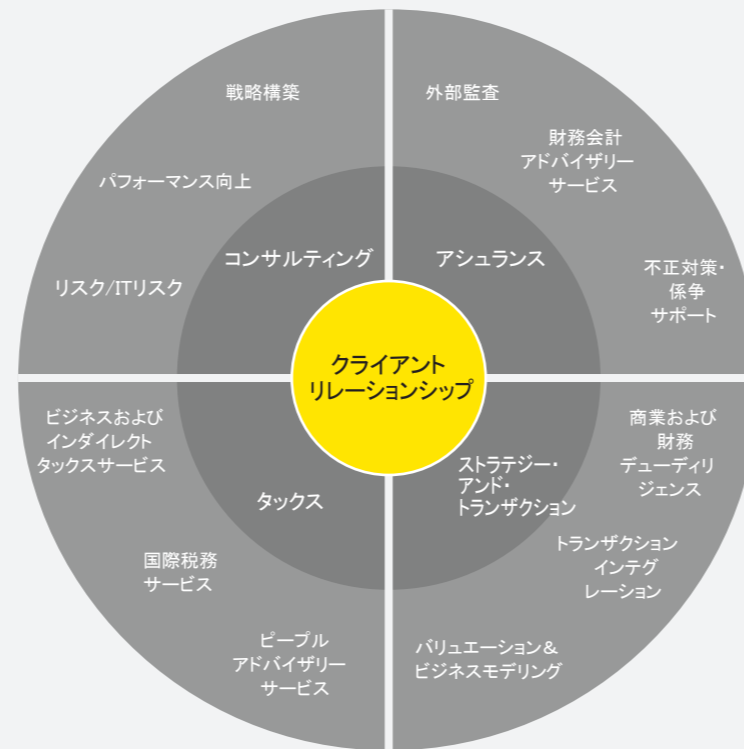 戦略構築
パフォーマンス向上
リスク/ITリスク
コンサルティング
外部監査
財務会計
アドバイザリー
サービス
不正対策・
係争
サポート
アシュランス
クライアント
リレーションシップ
ビジネスおよび
インダイレクト
タックスサービス
国際税務
サービス
ピープル
アドバイザリー
サービス
タックス
ストラテジー・
アンド・
トランザクション
商業および
財務
デューディリ
ジェンス
トランザクション
インテグ
レーション
バリュエーション&
ビジネスモデリング